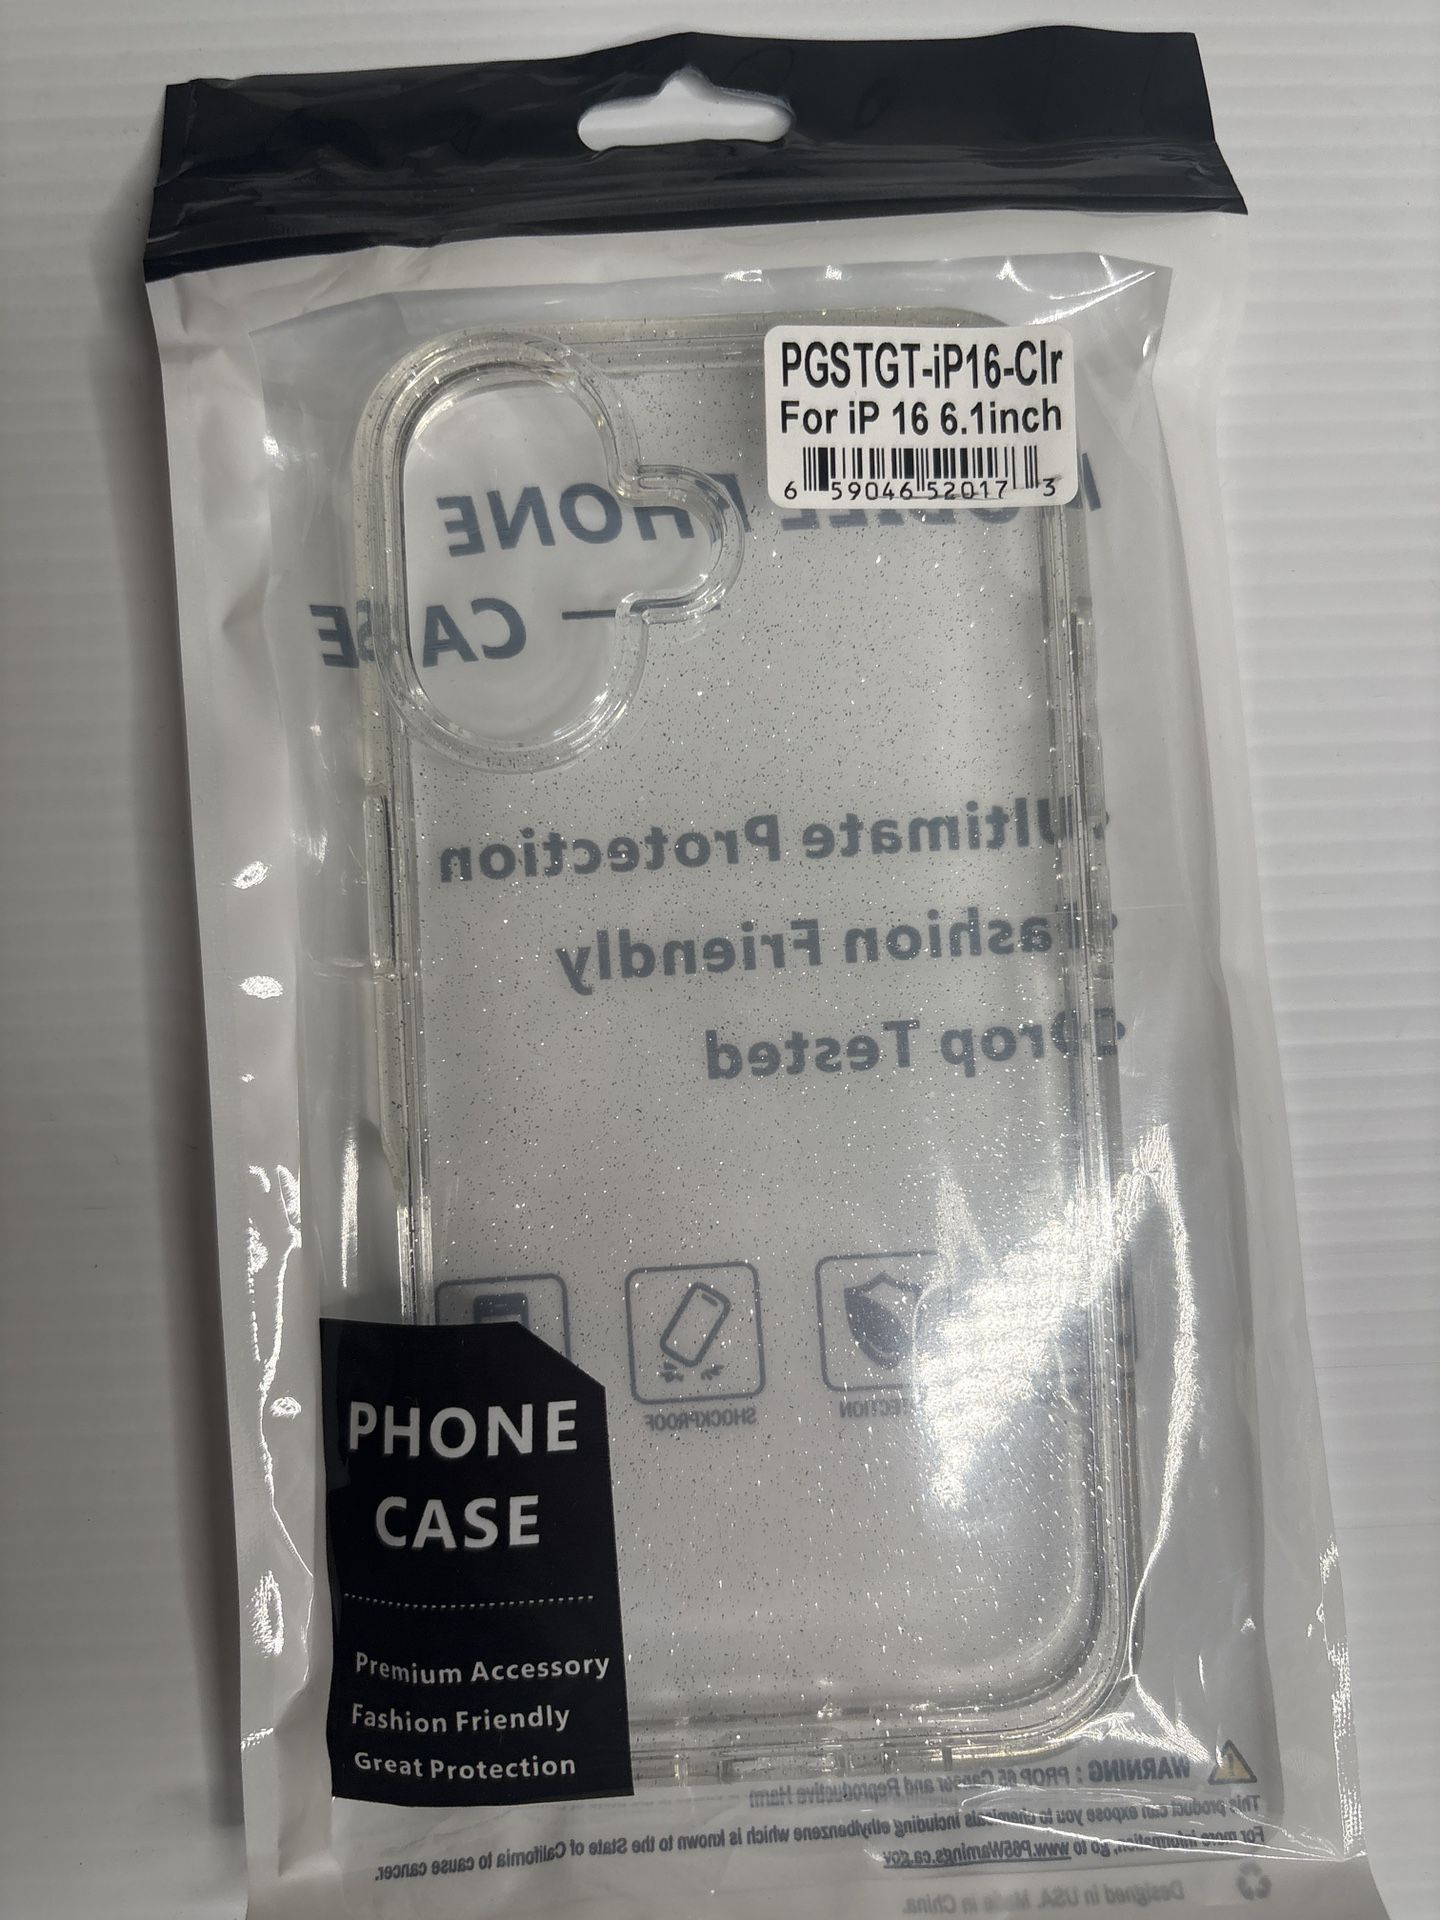 PGSTGT-iP16-Clr
For iP 16 6.1inch
6 59046 52017 3
PHONE
CASE
Ultimate Protection
Fashion Friendly
Drop Tested
SHOCKPROOF
PHONE
CASE
Premium Accessory
Fashion Friendly
Great Protection
WARNING: PROP 65 Cancer and Reproductive Harm
This product can expose you to chemicals including ethylbenzene which is known to the State of California to cause cancer.
For more information, go to www.P65Warnings.ca.gov
Designed in USA. Made in China.